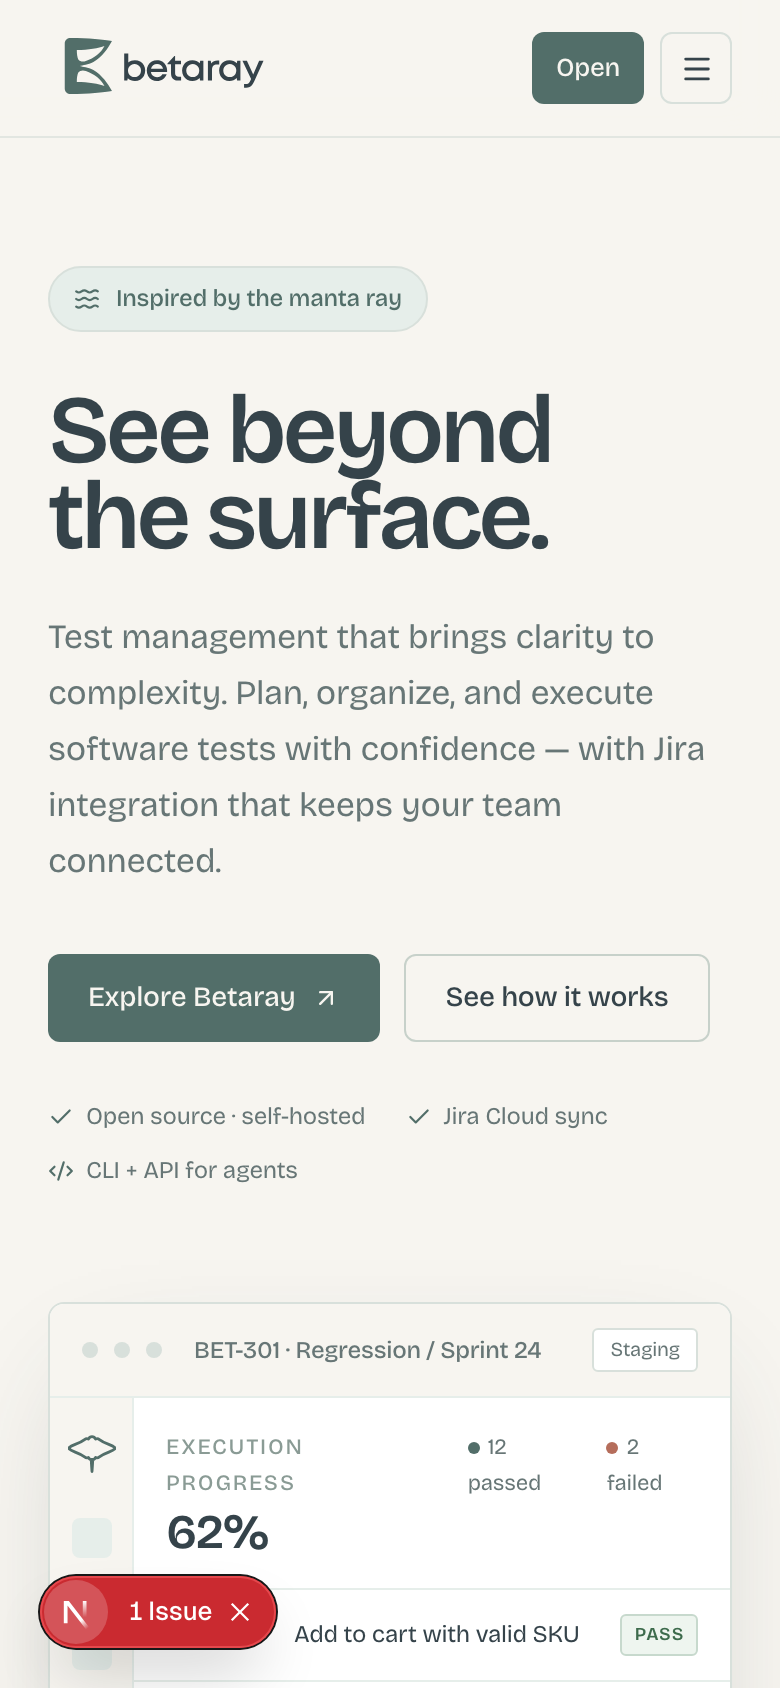 betaray
Open
Inspired by the manta ray
See beyond
the surface.
Test management that brings clarity to
complexity. Plan, organize, and execute
software tests with confidence — with Jira
integration that keeps your team
connected.
Explore Betaray
See how it works
Open source · self-hosted
Jira Cloud sync
CLI + API for agents
BET-301 · Regression / Sprint 24
Staging
EXECUTION
PROGRESS
62%
12
passed
2
failed
N 1 Issue
Add to cart with valid SKU
PASS